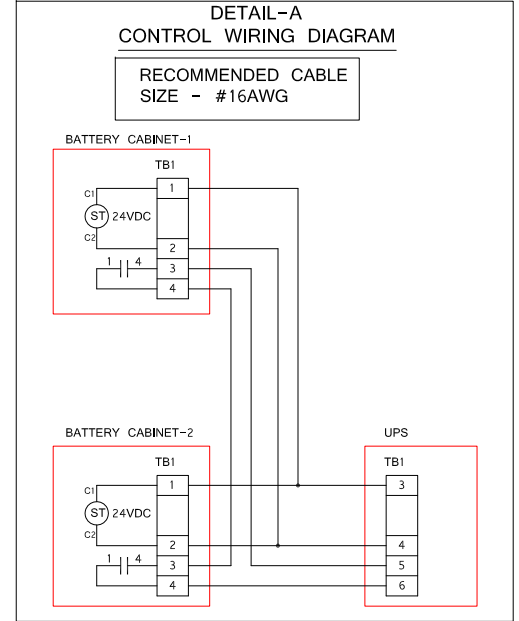 DETAIL-A
CONTROL WIRING DIAGRAM
RECOMMENDED CABLE
SIZE - #16AWG
BATTERY CABINET-1
TB1
C1
1
ST 24VDC
C2
2
1 4 3
4
BATTERY CABINET-2 UPS
TB1 TB1
C1 1 3
ST 24VDC
C2
2 4
1 4 3 5
4 6